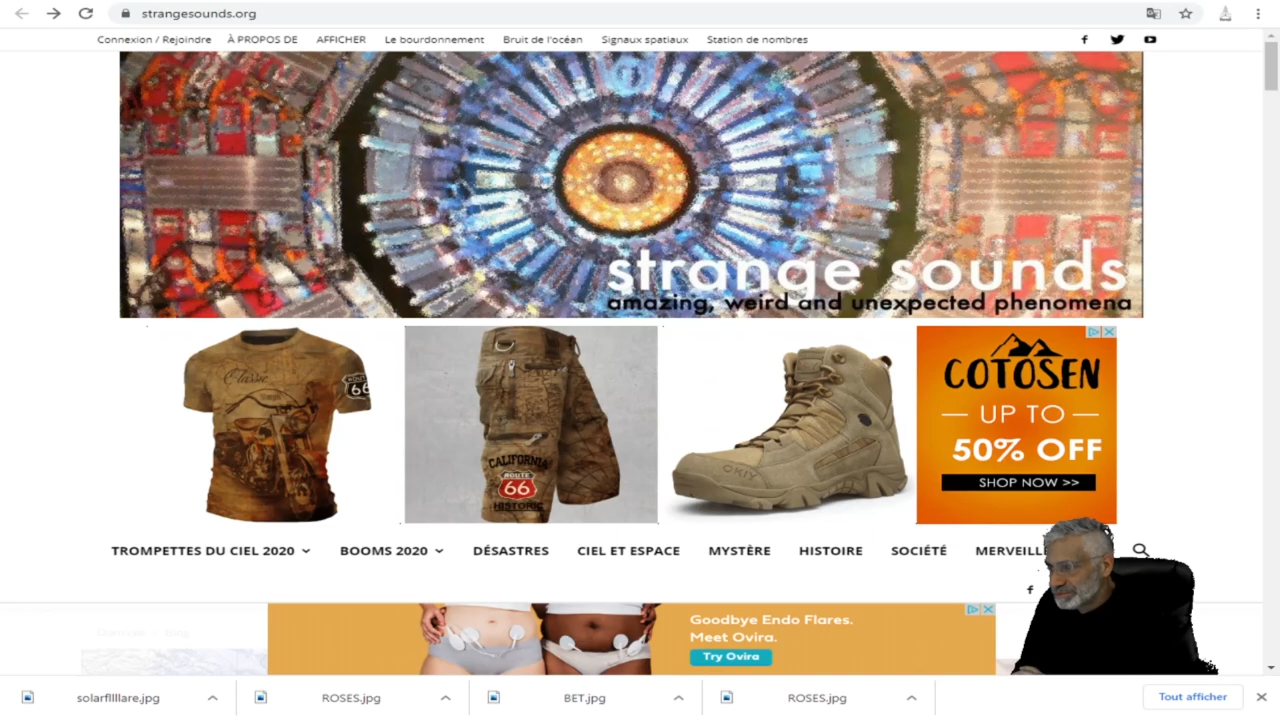 strangesounds.org
Connexion / Rejoindre À PROPOS DE AFFICHER Le bourdonnement Bruit de l'océan Signaux spatiaux Station de nombres
strange sounds
amazing, weird and unexpected phenomena
Classic
66
CALIFORNIA
ROUTE
66
HISTORIC
OKIY
COTOSEN
— UP TO —
50% OFF
SHOP NOW >>
TROMPETTES DU CIEL 2020 BOOMS 2020 DÉSASTRES CIEL ET ESPACE MYSTÈRE HISTOIRE SOCIÉTÉ MERVEILLE
Goodbye Endo Flares.
Meet Ovira.
Try Ovira
solarflllllare.jpg ROSES.jpg BET.jpg ROSES.jpg Tout afficher